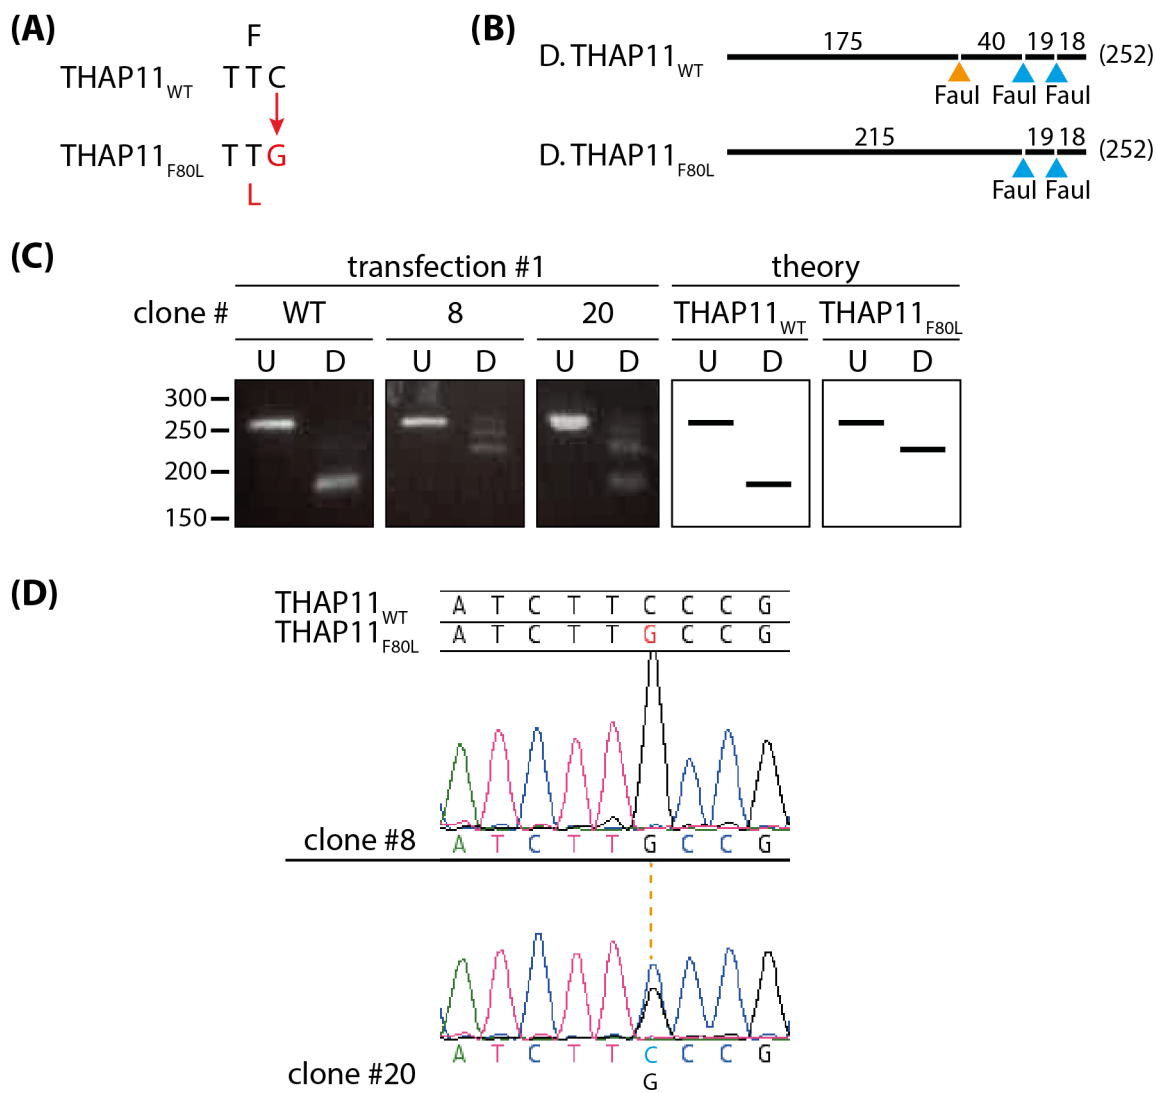 (A)
F
THAP11WT TTC
THAP11F80L TTG
L
(B)
D. THAP11WT 175 40 19 18 (252)
FauI FauI FauI
D. THAP11F80L 215 19 18 (252)
FauI FauI
(C)
transfection #1 theory
clone # WT 8 20 THAP11WT THAP11F80L
U D U D U D U D U D
300
250
200
150
(D)
THAP11WT A T C T T C C C G
THAP11F80L A T C T T G C C G
clone #8 A T C T T G C C G
A T C T T C C C G
clone #20 G